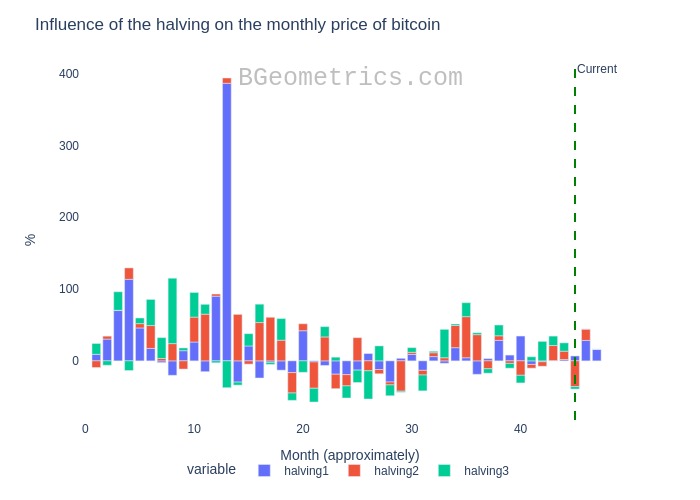 Influence of the halving on the monthly price of bitcoin
BGeometrics.com
Current
400
300
200
100
0
%
0 10 20 30 40
Month (approximately)
variable halving1 halving2 halving3